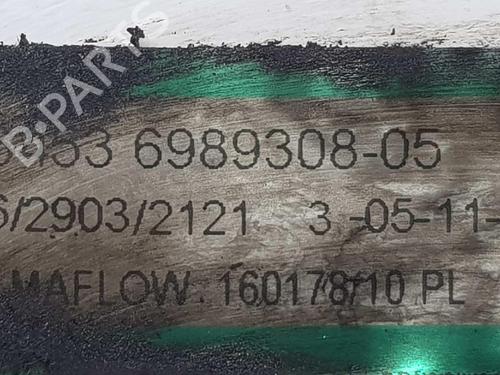 B-PARTS
6989308-05
/2903/2121 3 -05-11-
MAFLOW: 160178/10 PL